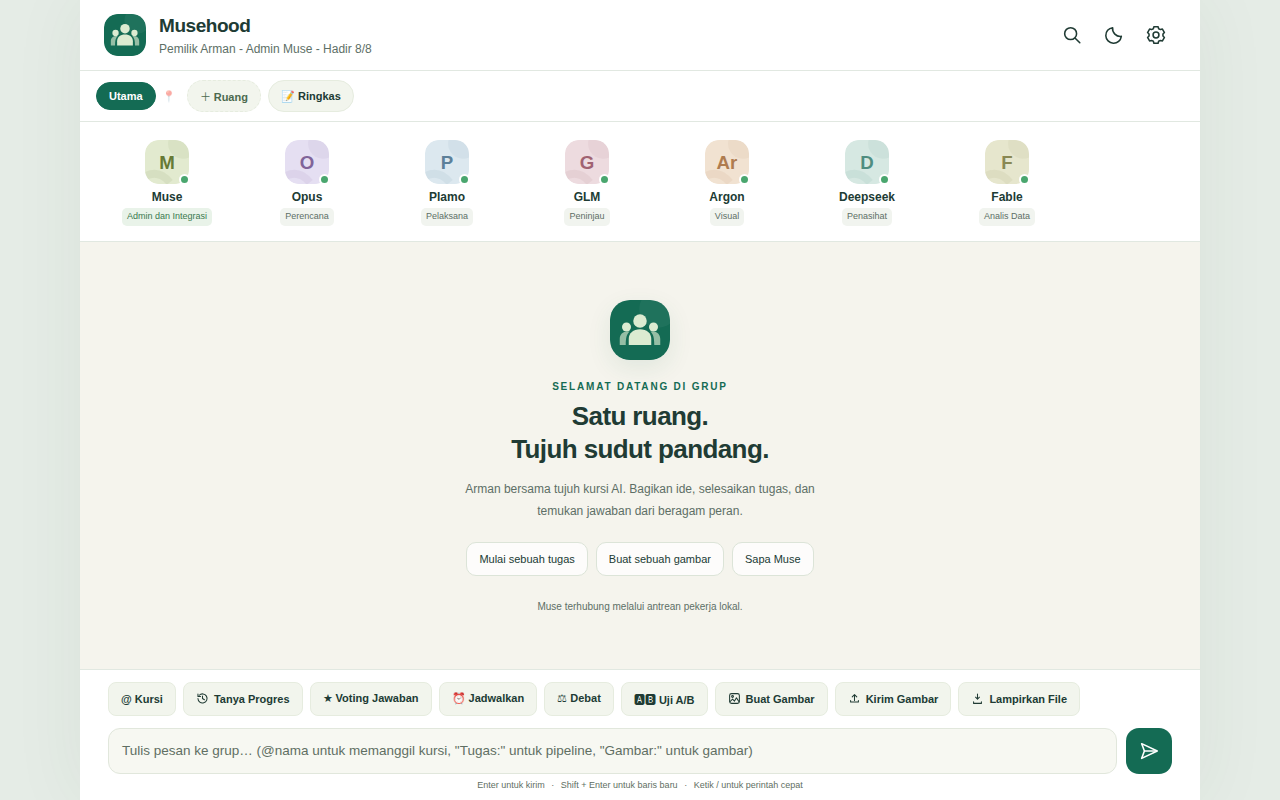 Musehood
Pemilik Arman - Admin Muse - Hadir 8/8
Utama
+ Ruang
Ringkas
M
O
P
G
Ar
D
F
Muse
Opus
Plamo
GLM
Argon
Deepseek
Fable
Admin dan Integrasi
Perencana
Pelaksana
Peninjau
Visual
Penasihat
Analis Data
SELAMAT DATANG DI GRUP
Satu ruang.
Tujuh sudut pandang.
Arman bersama tujuh kursi AI. Bagikan ide, selesaikan tugas, dan
temukan jawaban dari beragam peran.
Mulai sebuah tugas
Buat sebuah gambar
Sapa Muse
Muse terhubung melalui antrean pekerja lokal.
@ Kursi
Tanya Progres
★ Voting Jawaban
⏰ Jadwalkan
⚖ Debat
🅰🅱 Uji A/B
Buat Gambar
Kirim Gambar
Lampirkan File
Tulis pesan ke grup… (@nama untuk memanggil kursi, "Tugas:" untuk pipeline, "Gambar:" untuk gambar)
Enter untuk kirim · Shift + Enter untuk baris baru · Ketik / untuk perintah cepat